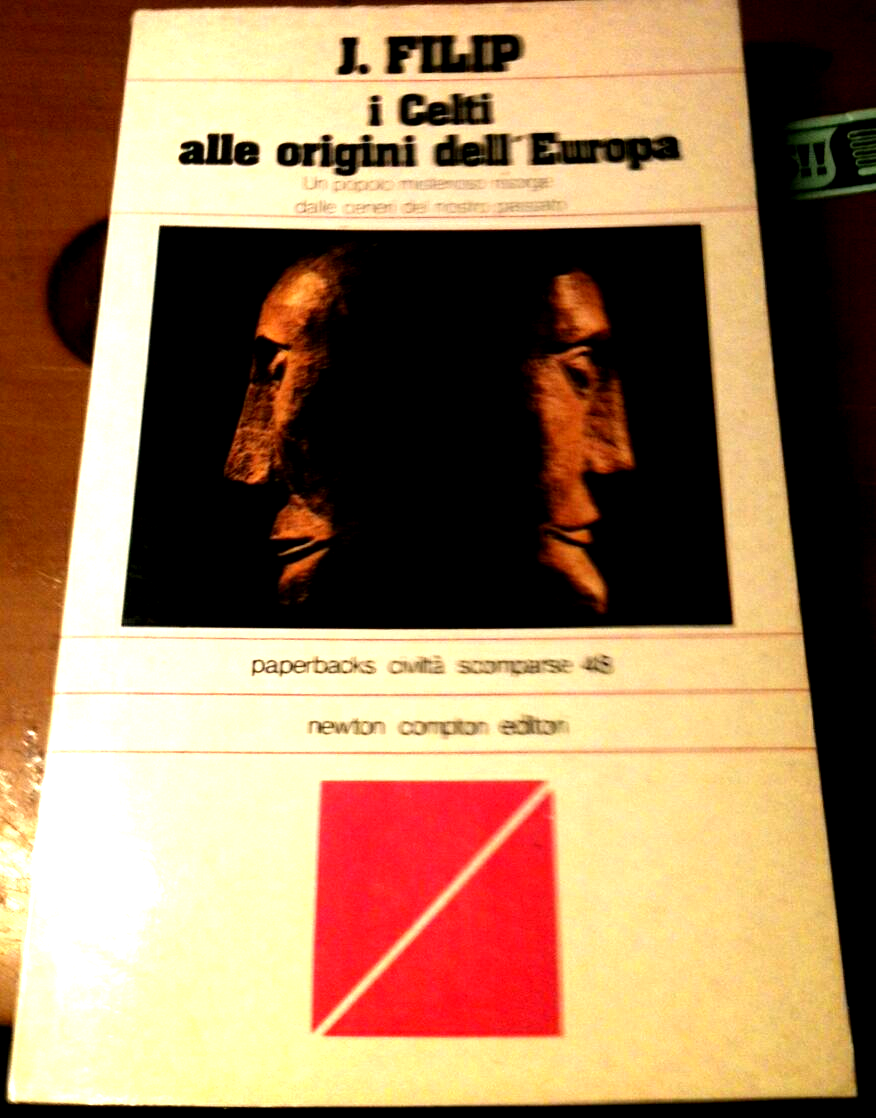 J. FILIP
i Celti
alle origini dell'Europa
Un popolo misterioso risorge
dalle ceneri del nostro passato
paperbacks civiltà scomparse 48
newton compton editori
!!